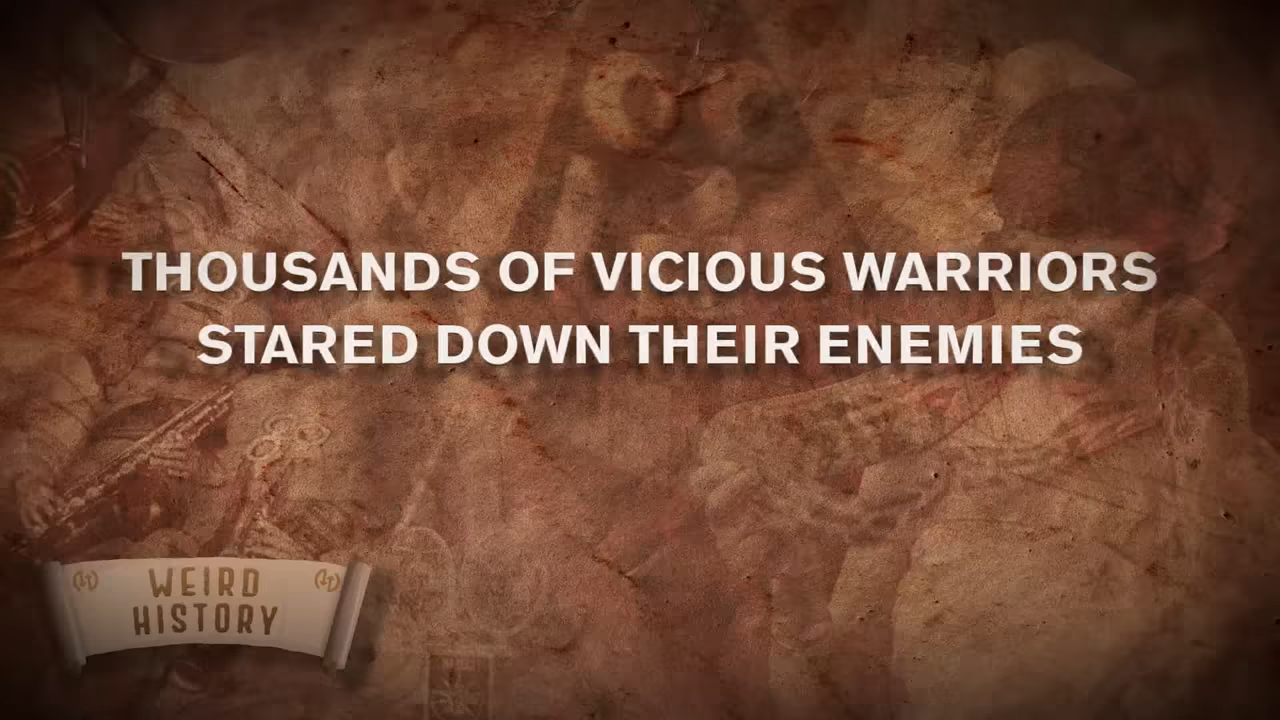 THOUSANDS OF VICIOUS WARRIORS
STARED DOWN THEIR ENEMIES
WEIRD
HISTORY